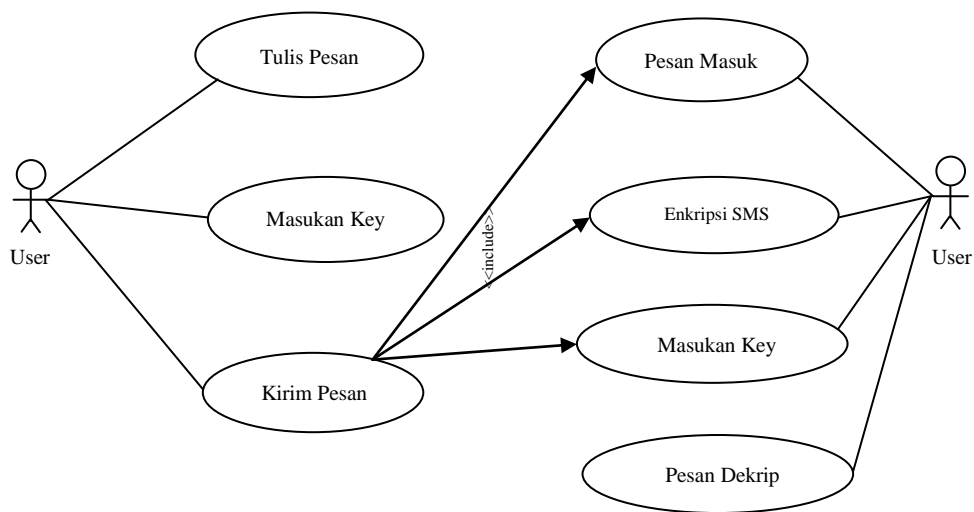 Tulis Pesan
Pesan Masuk
Masukan Key
Enkripsi SMS
User
User
<<include>>
Masukan Key
Kirim Pesan
Pesan Dekrip